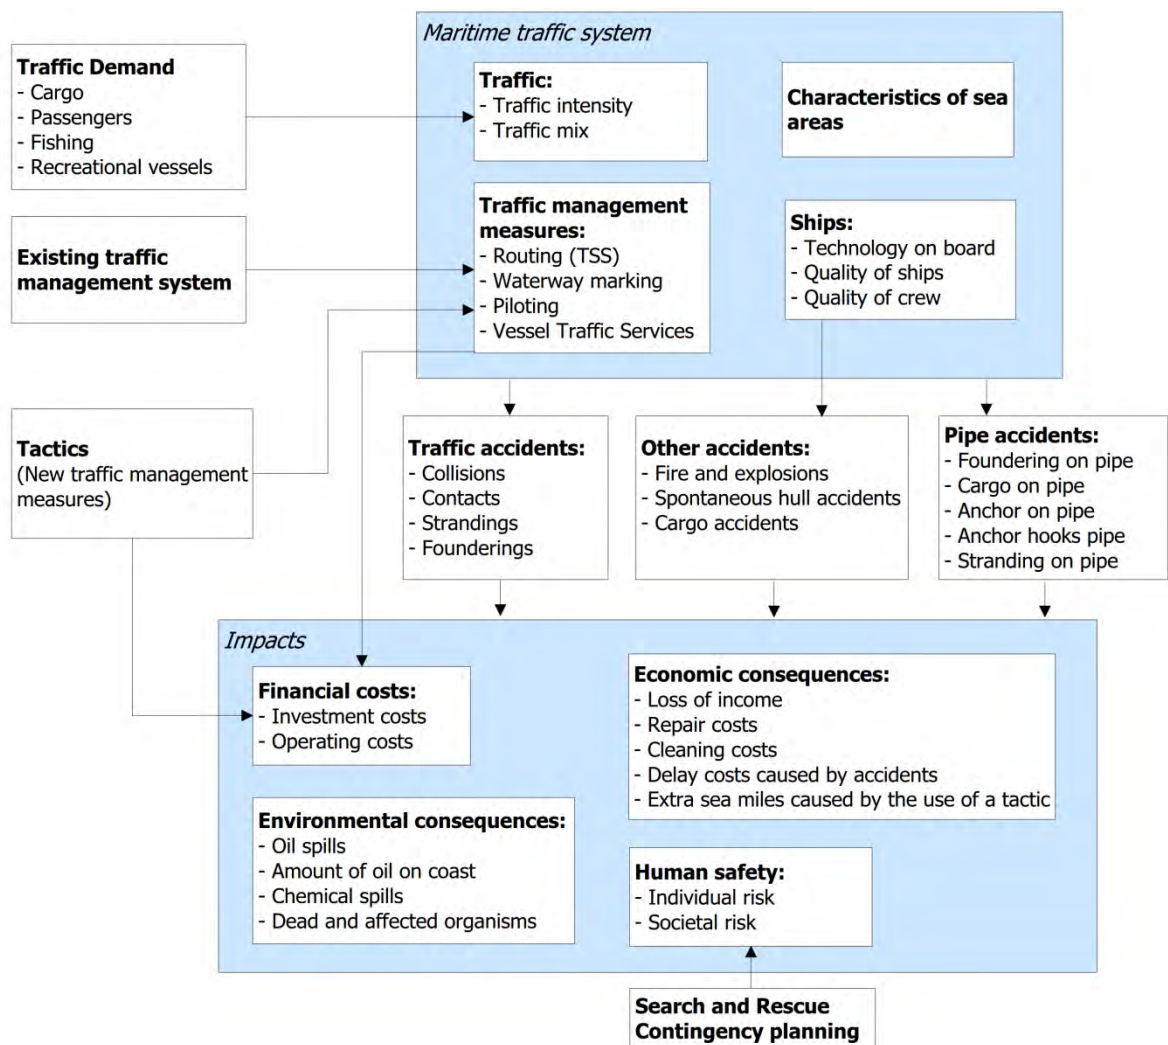 Maritime traffic system
Traffic Demand
- Cargo
- Passengers
- Fishing
- Recreational vessels
Traffic:
- Traffic intensity
- Traffic mix
Characteristics of sea
areas
Existing traffic
management system
Traffic management
measures:
- Routing (TSS)
- Waterway marking
- Piloting
- Vessel Traffic Services
Ships:
- Technology on board
- Quality of ships
- Quality of crew
Tactics
(New traffic management
measures)
Traffic accidents:
- Collisions
- Contacts
- Strandings
- Founderings
Other accidents:
- Fire and explosions
- Spontaneous hull accidents
- Cargo accidents
Pipe accidents:
- Foundering on pipe
- Cargo on pipe
- Anchor on pipe
- Anchor hooks pipe
- Stranding on pipe
Impacts
Financial costs:
- Investment costs
- Operating costs
Economic consequences:
- Loss of income
- Repair costs
- Cleaning costs
- Delay costs caused by accidents
- Extra sea miles caused by the use of a tactic
Environmental consequences:
- Oil spills
- Amount of oil on coast
- Chemical spills
- Dead and affected organisms
Human safety:
- Individual risk
- Societal risk
Search and Rescue
Contingency planning